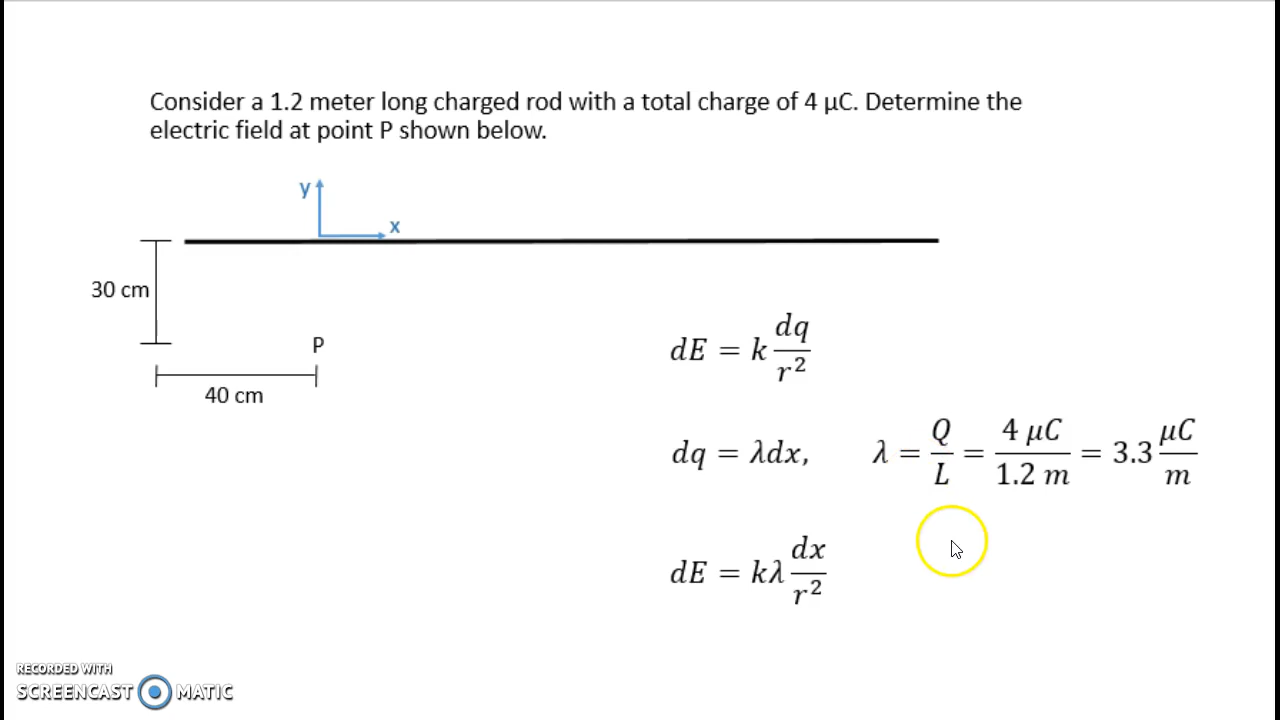 Consider a 1.2 meter long charged rod with a total charge of 4 µC. Determine the
electric field at point P shown below.
y
x
30 cm
P
40 cm
dE = k dq/r²
dq = λdx, λ = Q/L = 4 µC/1.2 m = 3.3 µC/m
dE = kλ dx/r²
RECORDED WITH
SCREENCAST MATIC